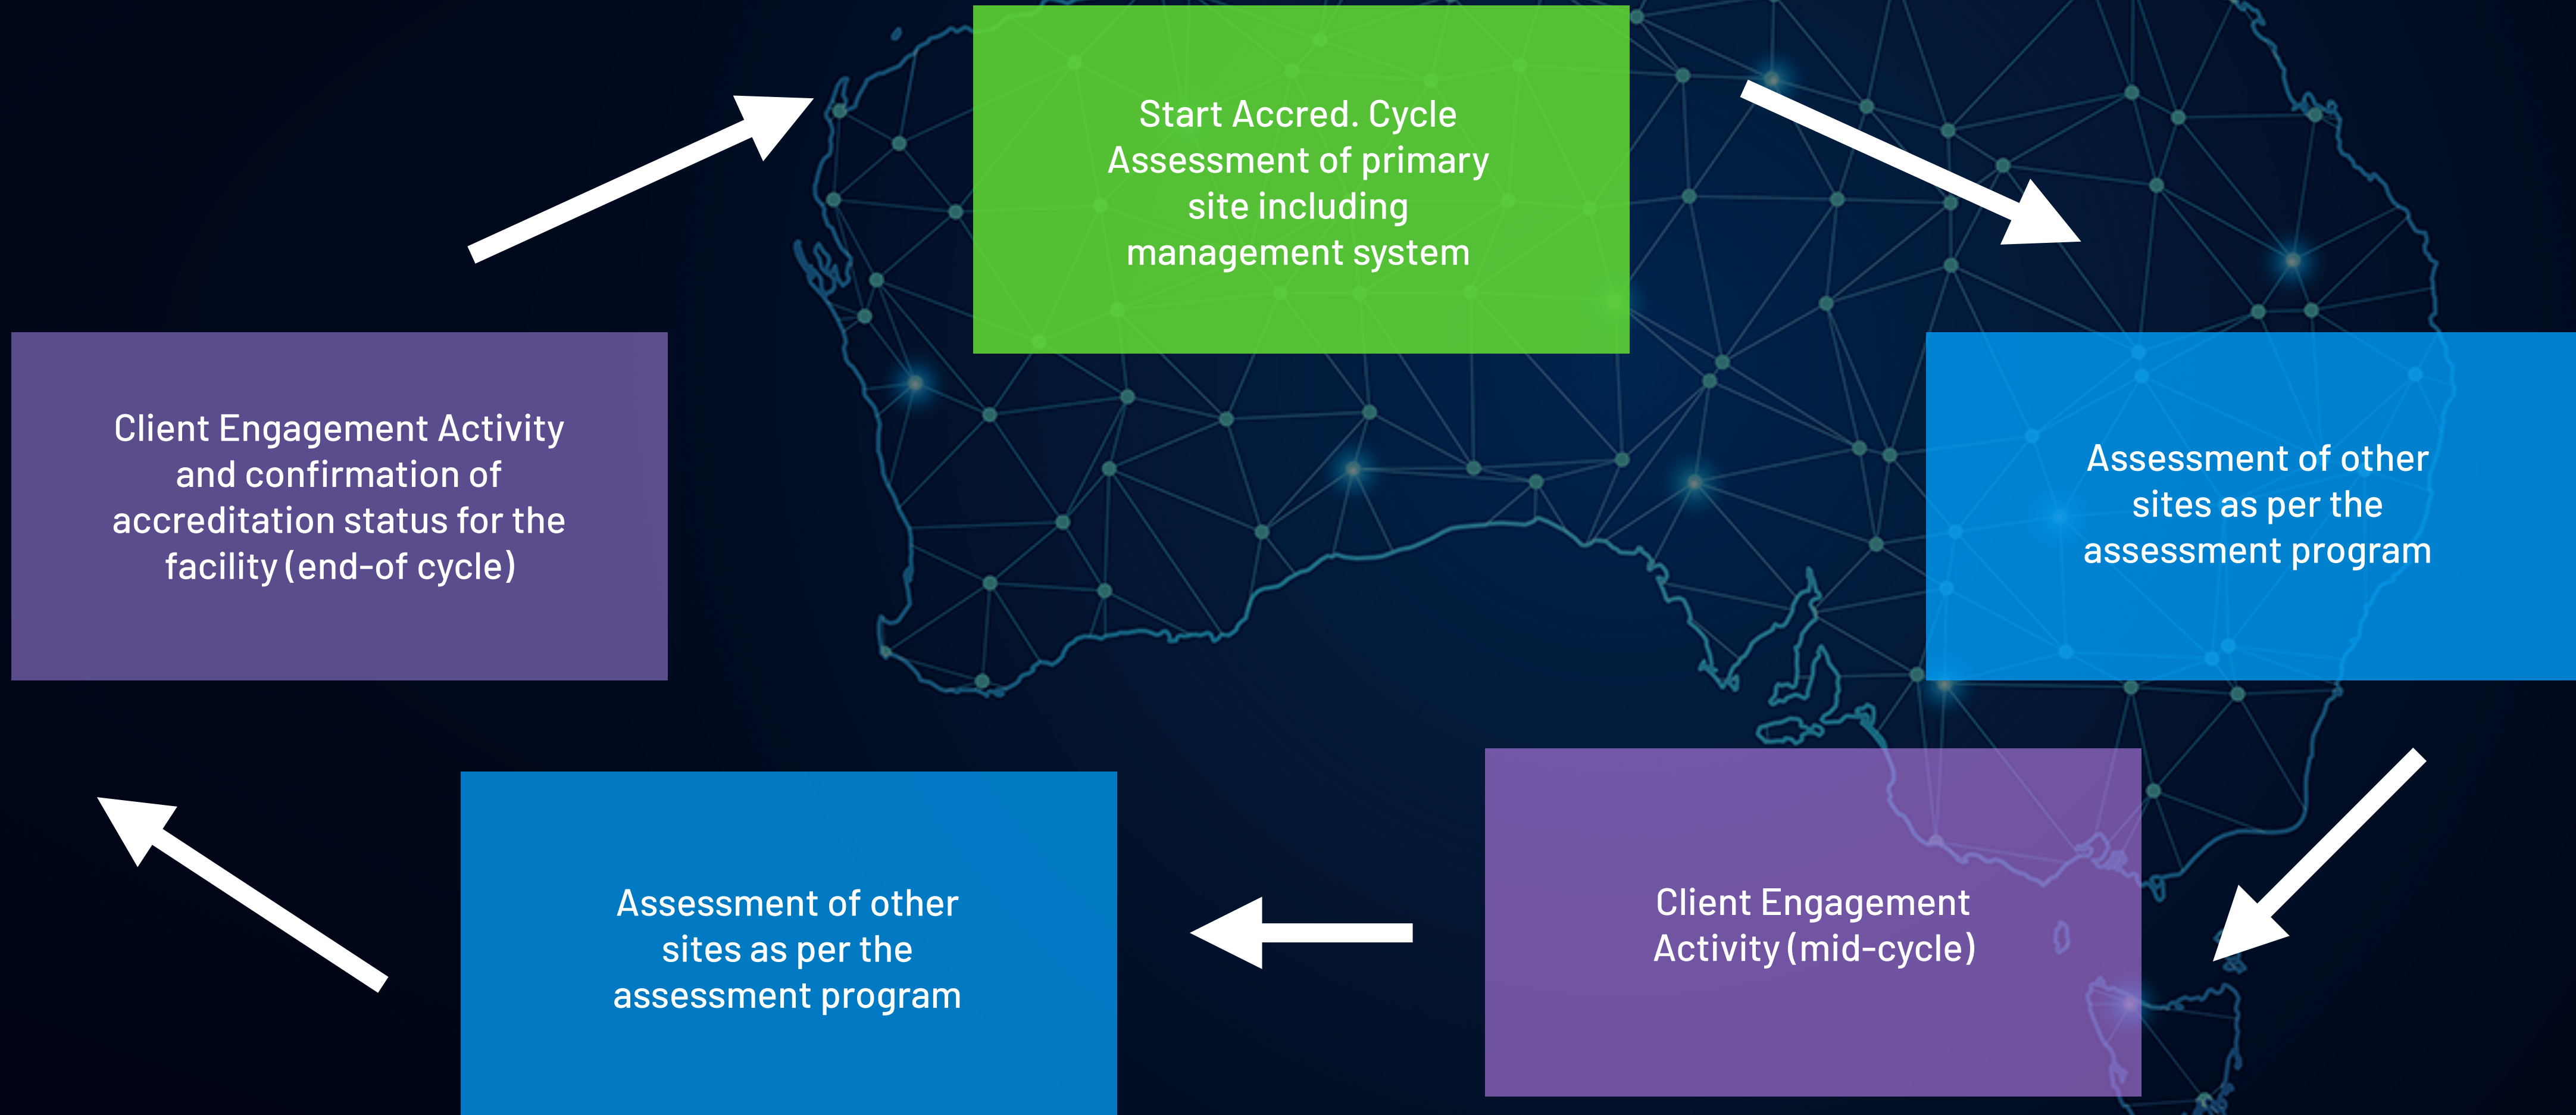 Start Accred. Cycle
Assessment of primary
site including
management system
Assessment of other
sites as per the
assessment program
Client Engagement
Activity (mid-cycle)
Assessment of other
sites as per the
assessment program
Client Engagement Activity
and confirmation of
accreditation status for the
facility (end-of cycle)